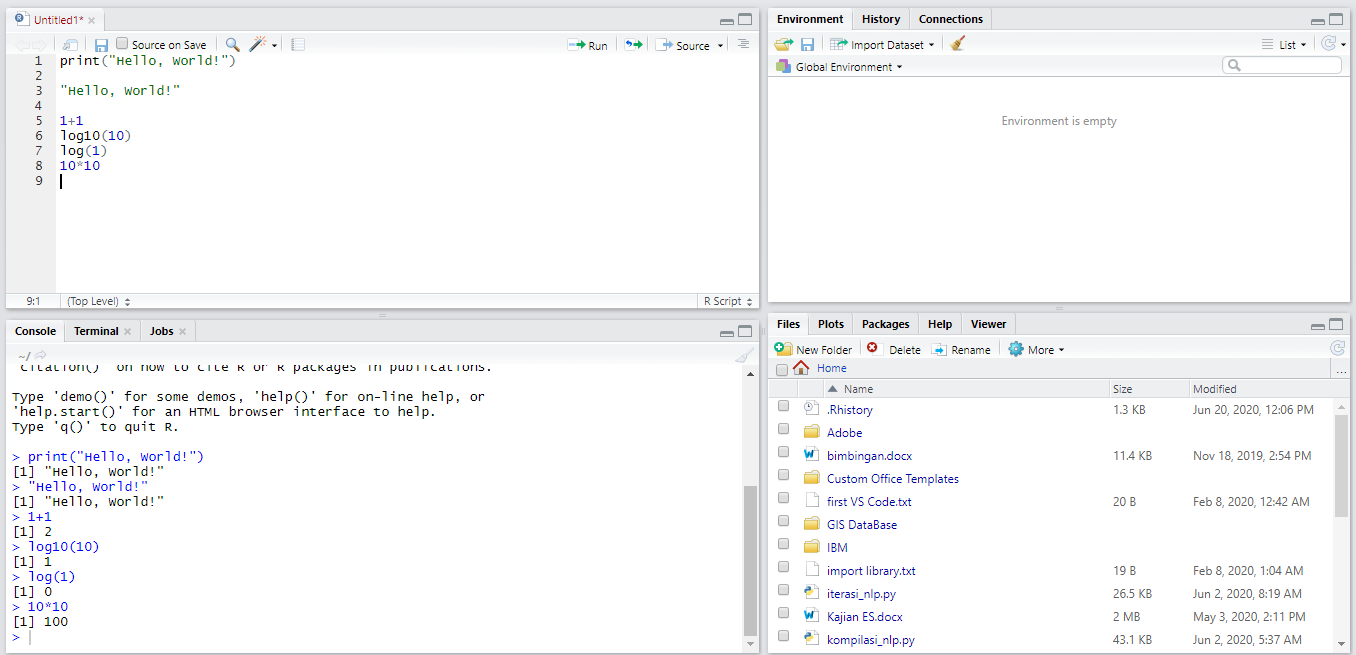 Untitled1*
Source on Save
Run
Source
1 print("Hello, World!")
2
3 "Hello, World!"
4
5 1+1
6 log10(10)
7 log(1)
8 10*10
9
9:1 (Top Level) R Script
Console Terminal Jobs
~/
'citation()' on how to cite R or R packages in publications.
Type 'demo()' for some demos, 'help()' for on-line help, or
'help.start()' for an HTML browser interface to help.
Type 'q()' to quit R.
> print("Hello, World!")
[1] "Hello, World!"
> "Hello, World!"
[1] "Hello, World!"
> 1+1
[1] 2
> log10(10)
[1] 1
> log(1)
[1] 0
> 10*10
[1] 100
>
Environment History Connections
Import Dataset List
Global Environment
Environment is empty
Files Plots Packages Help Viewer
New Folder Delete Rename More
Home ...
Name Size Modified
.Rhistory 1.3 KB Jun 20, 2020, 12:06 PM
Adobe
bimbingan.docx 11.4 KB Nov 18, 2019, 2:54 PM
Custom Office Templates
first VS Code.txt 20 B Feb 8, 2020, 12:42 AM
GIS DataBase
IBM
import library.txt 19 B Feb 8, 2020, 1:04 AM
iterasi_nlp.py 26.5 KB Jun 2, 2020, 8:19 AM
Kajian ES.docx 2 MB May 3, 2020, 2:11 PM
kompilasi_nlp.py 43.1 KB Jun 2, 2020, 5:37 AM